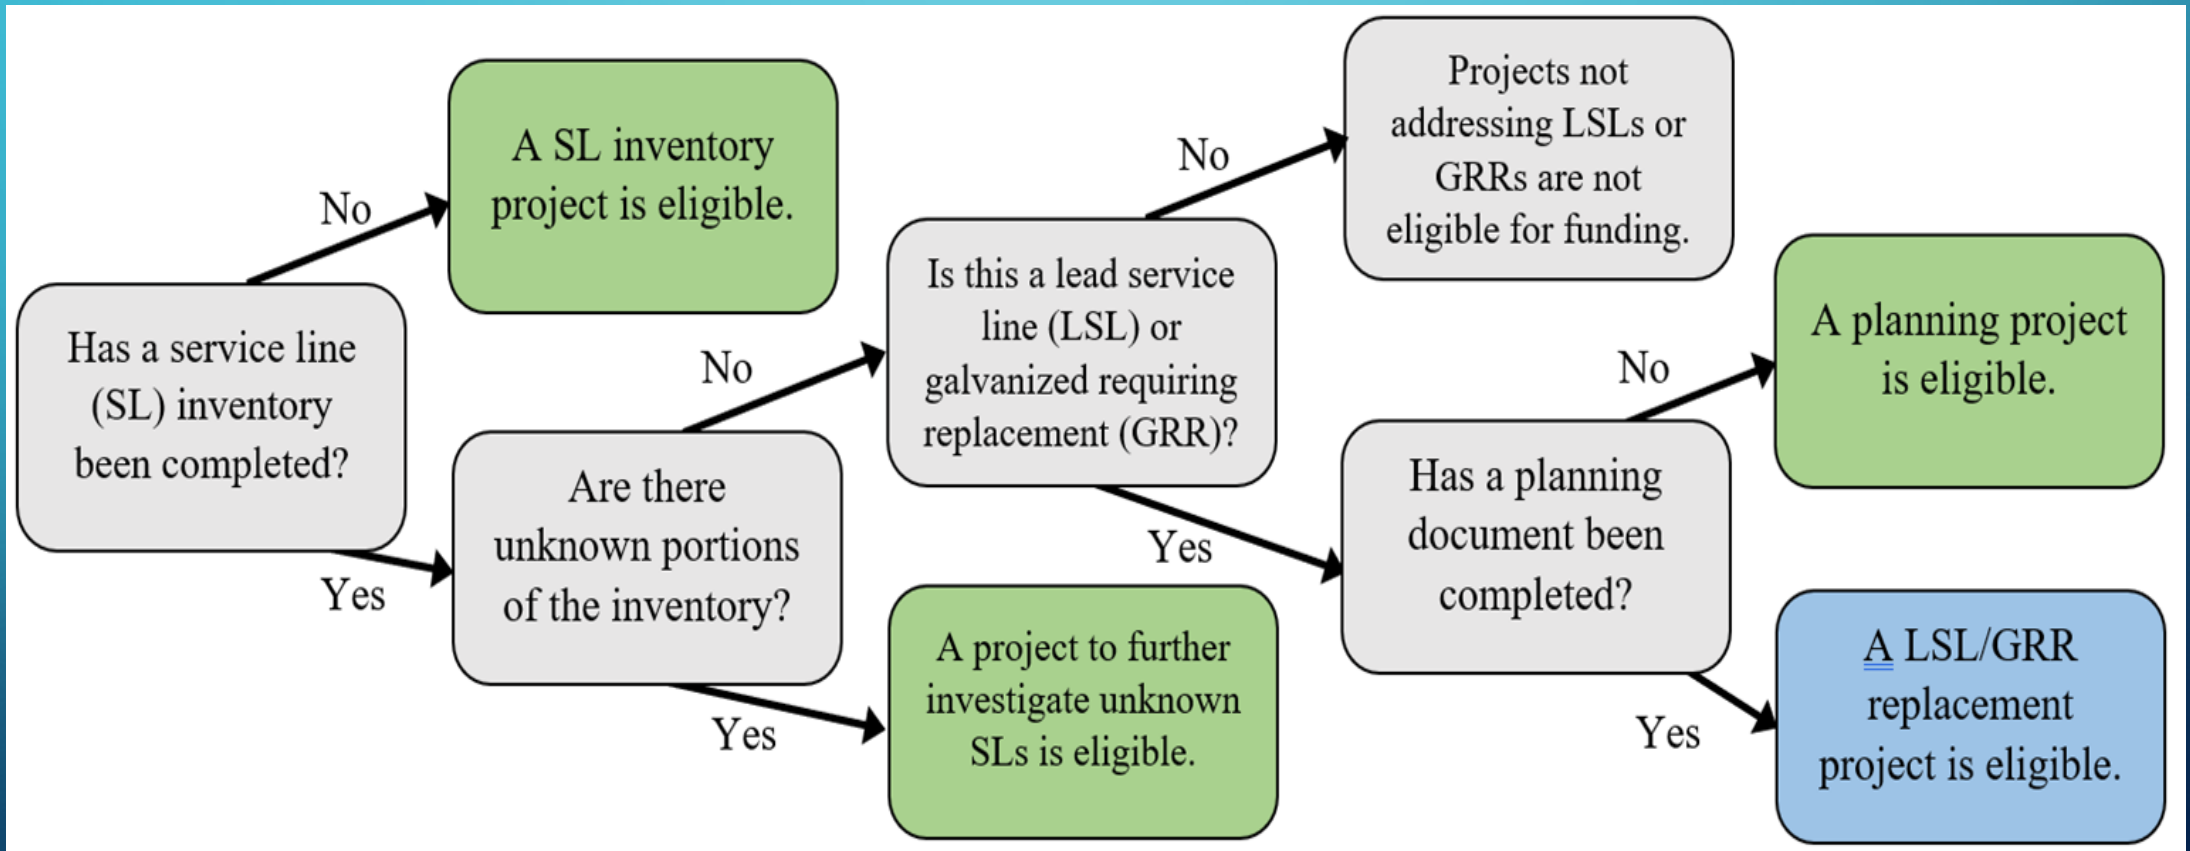 Has a service line
(SL) inventory
been completed?
No
A SL inventory
project is eligible.
Yes
Are there
unknown portions
of the inventory?
No
Is this a lead service
line (LSL) or
galvanized requiring
replacement (GRR)?
Yes
A project to further
investigate unknown
SLs is eligible.
No
Projects not
addressing LSLs or
GRRs are not
eligible for funding.
Yes
Has a planning
document been
completed?
No
A planning project
is eligible.
Yes
A LSL/GRR
replacement
project is eligible.